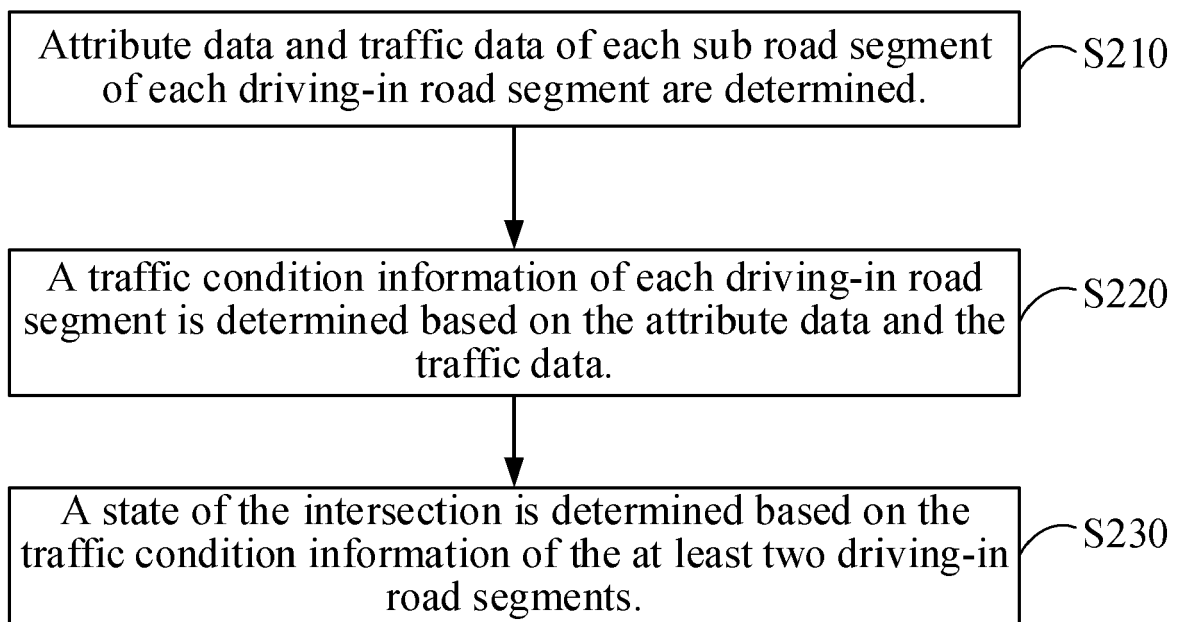 Attribute data and traffic data of each sub road segment
of each driving-in road segment are determined.
S210
A traffic condition information of each driving-in road
segment is determined based on the attribute data and the
traffic data.
S220
A state of the intersection is determined based on the
traffic condition information of the at least two driving-in
road segments.
S230